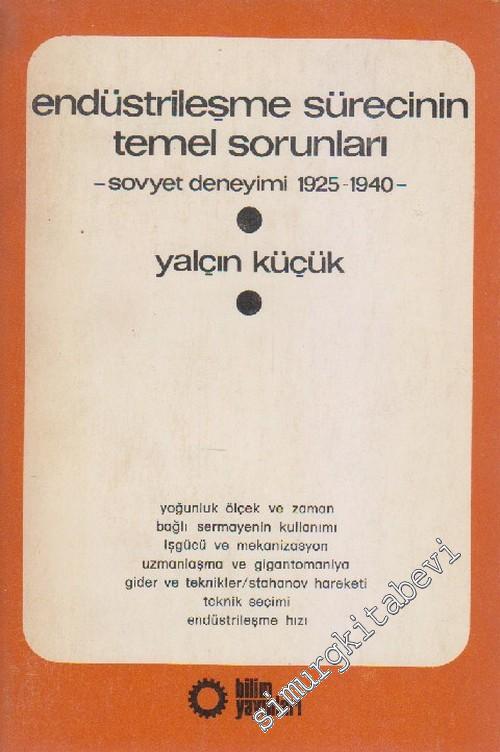 endüstrileşme sürecinin
temel sorunları
-sovyet deneyimi 1925-1940-
yalçın küçük
yoğunluk ölçek ve zaman
bağlı sermayenin kullanımı
işgücü ve mekanizasyon
uzmanlaşma ve gigantomaniya
gider ve teknikler/stahanov hareketi
teknik seçimi
endüstrileşme hızı
bilim
yayınları
simurgkitabevi